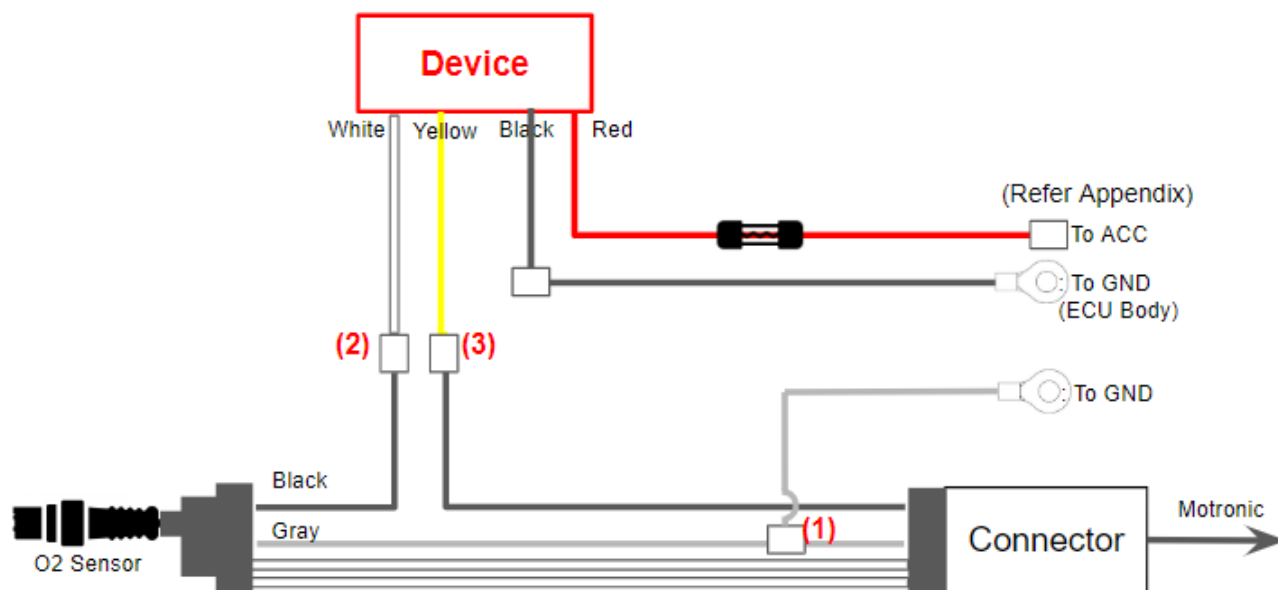 Device
White
Yellow
Black
Red
(Refer Appendix)
To ACC
To GND
(ECU Body)
(2)
(3)
To GND
Black
Gray
(1)
O2 Sensor
Connector
Motronic